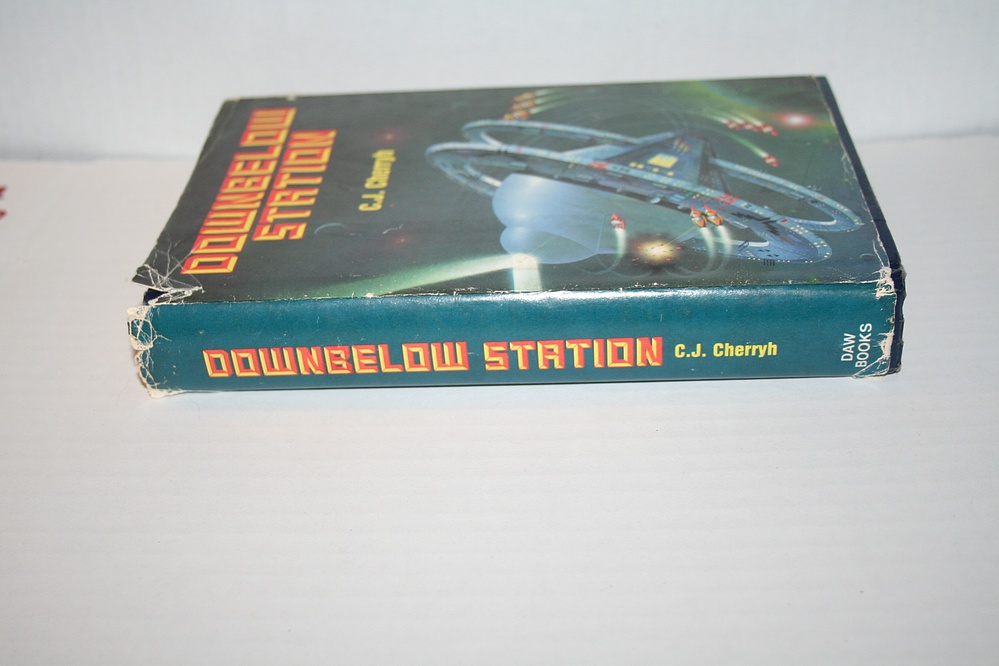 DOWNBELOW
STATION
C.J. Cherryh
DOWNBELOW STATION C.J. Cherryh
DAW
BOOKS